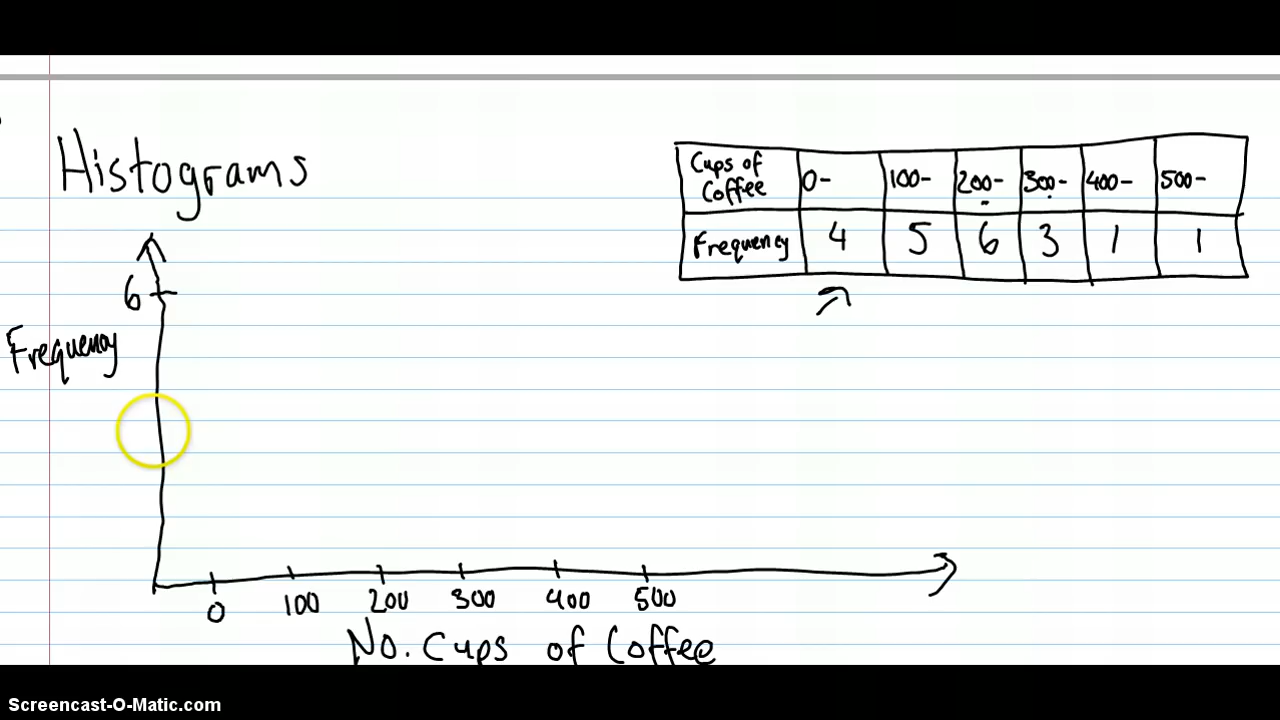 Histograms
Cups of Coffee 0- 100- 200- 300- 400- 500-
Frequency 4 5 6 3 1 1
6
Frequency
0 100 200 300 400 500
No. Cups of Coffee
Screencast-O-Matic.com